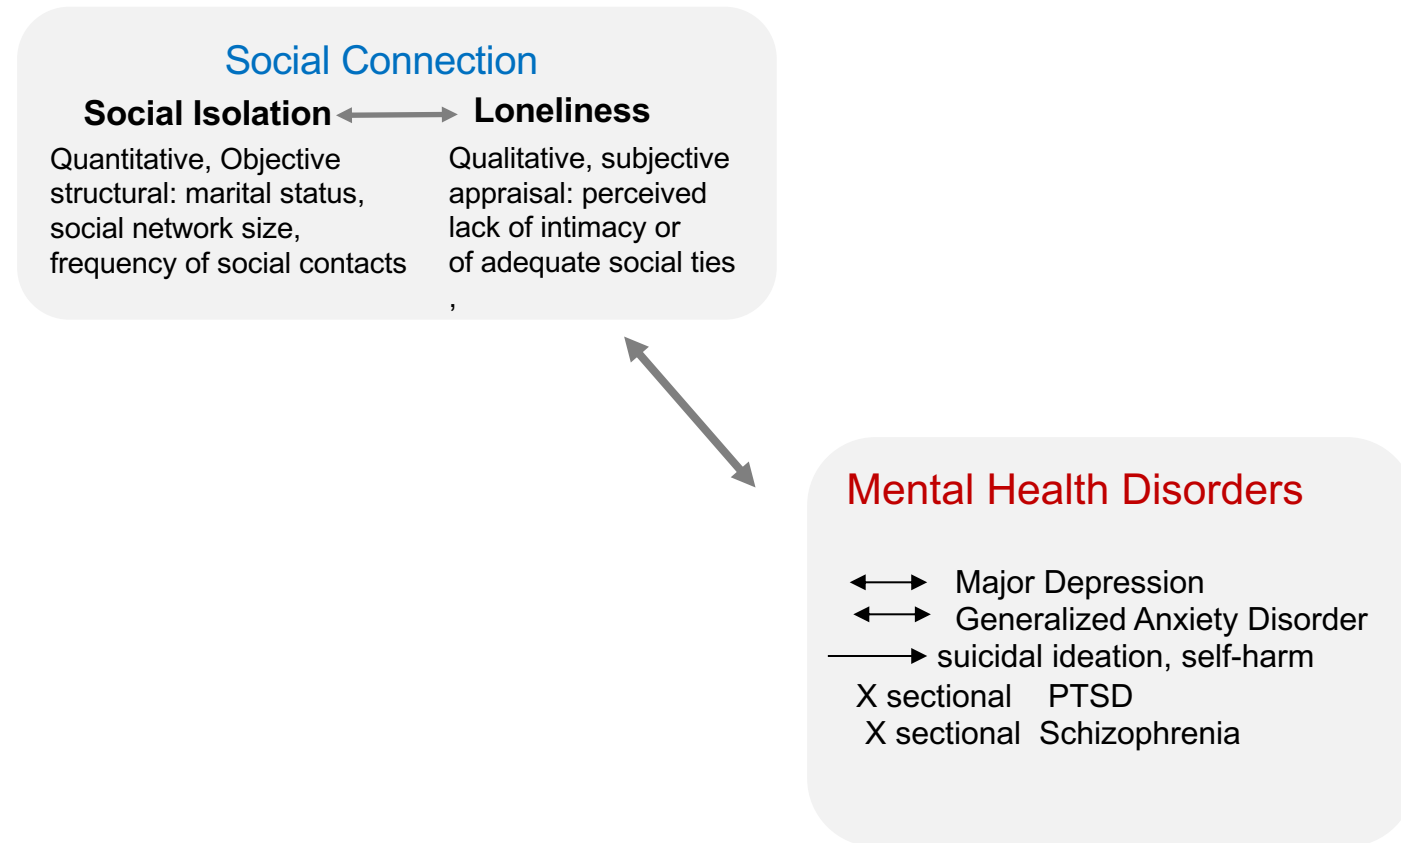 Social Connection
Social Isolation
Loneliness
Quantitative, Objective
structural: marital status,
social network size,
frequency of social contacts
Qualitative, subjective
appraisal: perceived
lack of intimacy or
of adequate social ties
,
Mental Health Disorders
Major Depression
Generalized Anxiety Disorder
suicidal ideation, self-harm
X sectional PTSD
X sectional Schizophrenia